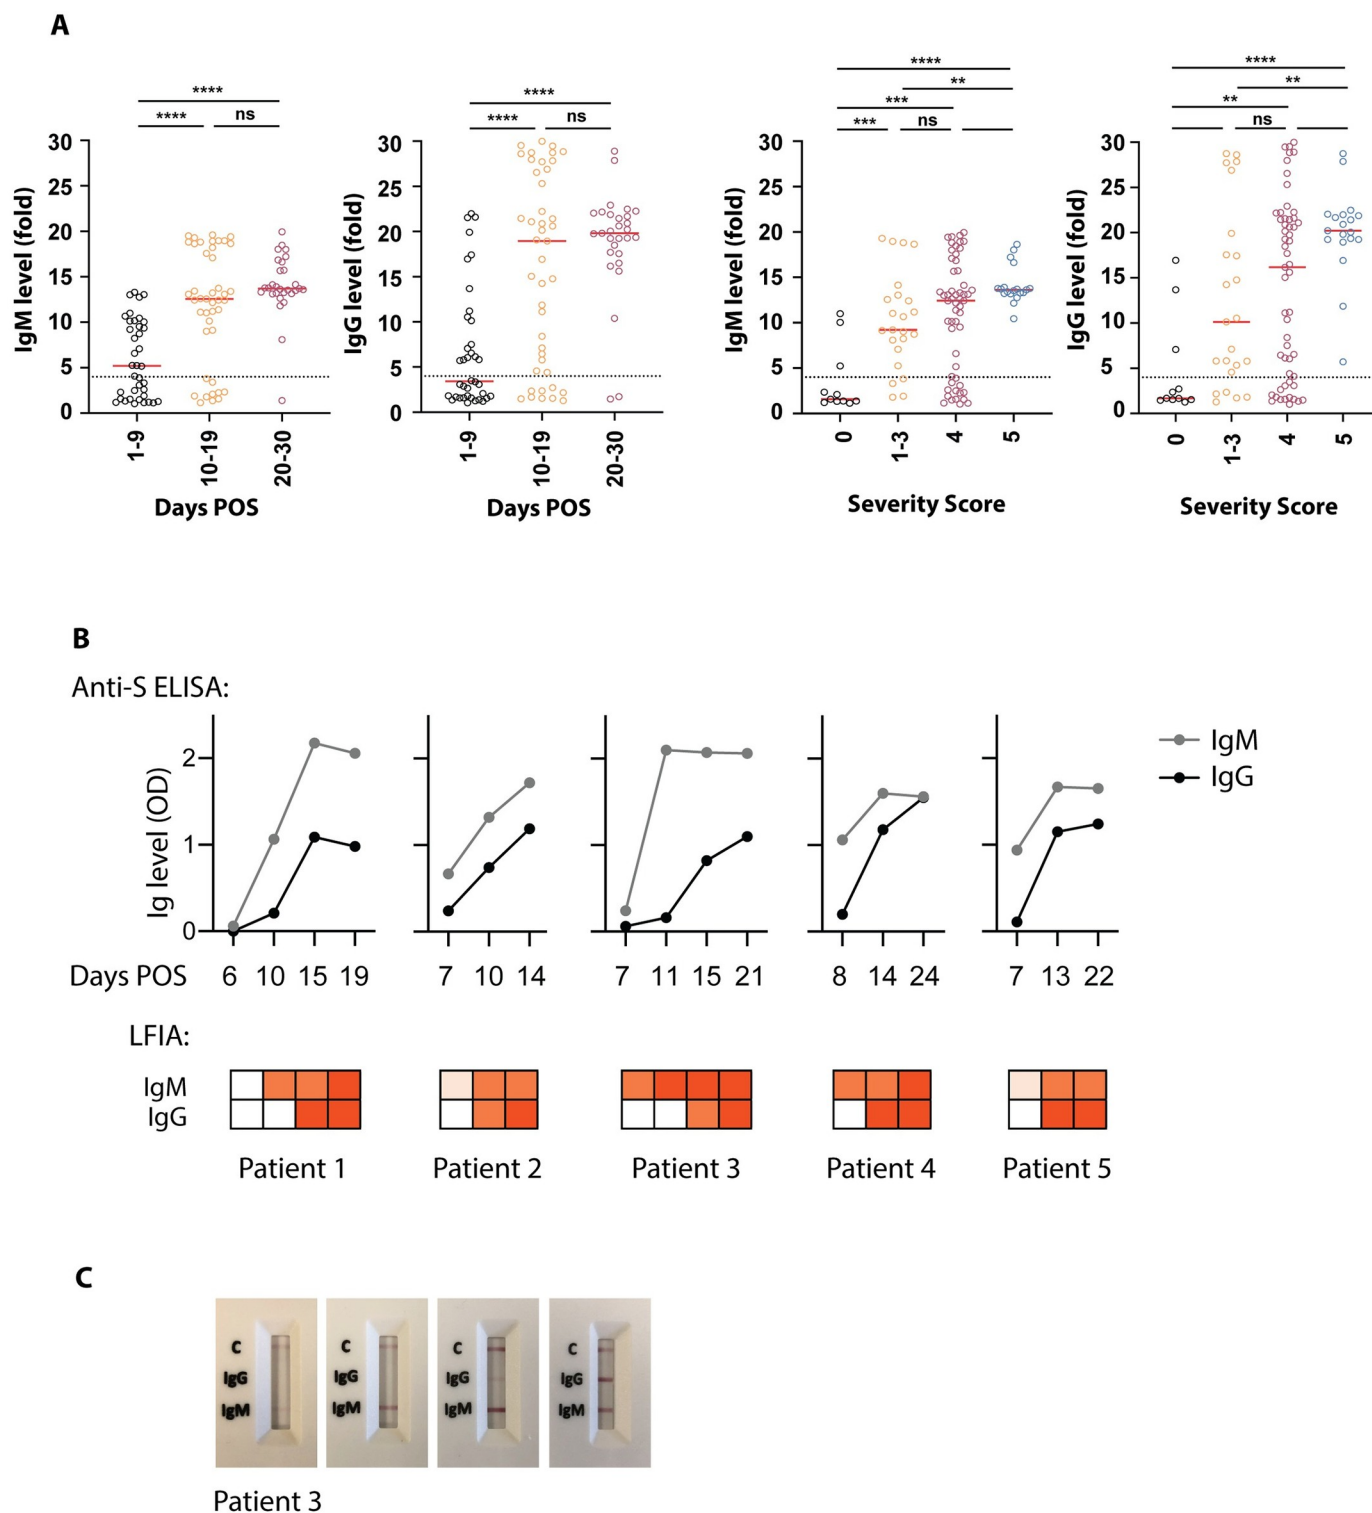 A
****
**** ns
IgM level (fold)
30
25
20
15
10
5
0
1-9
10-19
20-30
Days POS
****
**** ns
IgG level (fold)
30
25
20
15
10
5
0
1-9
10-19
20-30
Days POS
****
**
***
*** ns
IgM level (fold)
30
25
20
15
10
5
0
0
1-3
4
5
Severity Score
****
**
**
ns
IgG level (fold)
30
25
20
15
10
5
0
0
1-3
4
5
Severity Score
B
Anti-S ELISA:
Ig level (OD)
2
1
0
IgM
IgG
Days POS 6 10 15 19 7 10 14 7 11 15 21 8 14 24 7 13 22
LFIA:
IgM
IgG
Patient 1 Patient 2 Patient 3 Patient 4 Patient 5
C
C
IgG
IgM
C
IgG
IgM
C
IgG
IgM
C
IgG
IgM
Patient 3